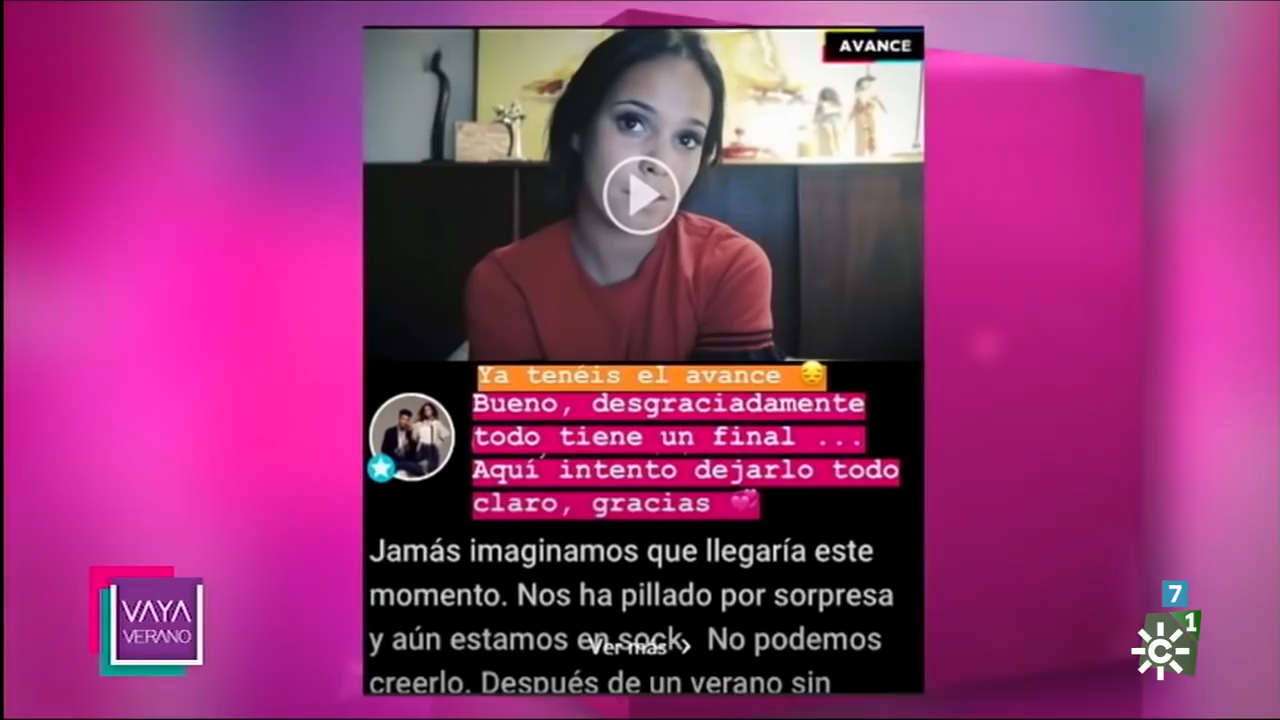 AVANCE
Ya tenéis el avance
Bueno, desgraciadamente
todo tiene un final ...
Aquí intento dejarlo todo
claro, gracias
Jamás imaginamos que llegaría este
momento. Nos ha pillado por sorpresa
y aún estamos en sock. No podemos
Ver más
creerlo. Después de un verano sin
VAYA
VERANO
7
1
C